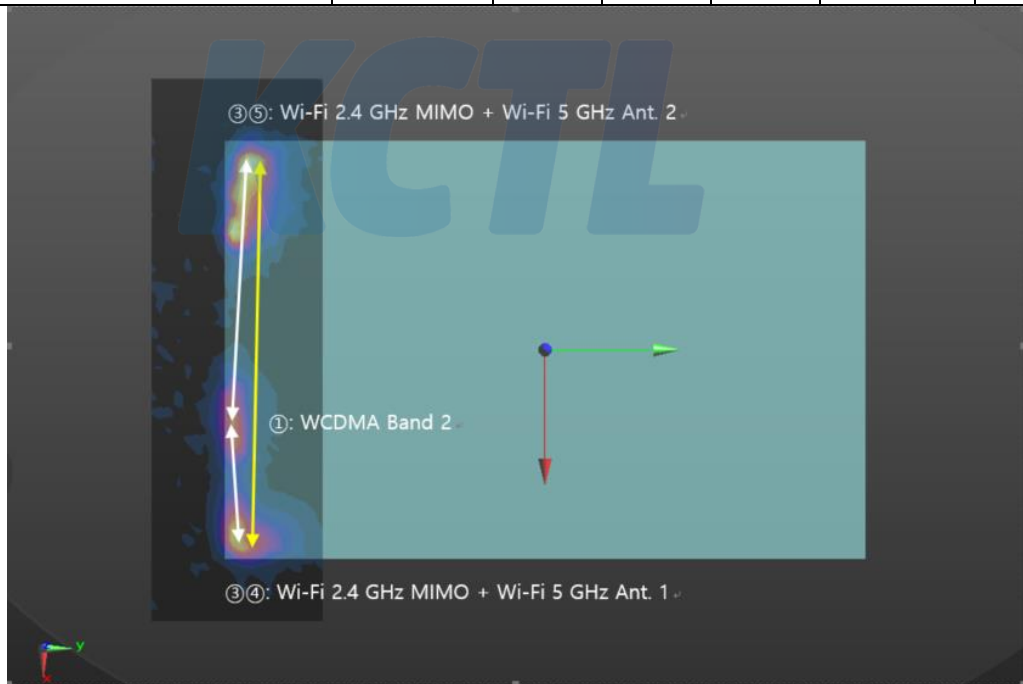 KCTL
③⑤: Wi-Fi 2.4 GHz MIMO + Wi-Fi 5 GHz Ant. 2
①: WCDMA Band 2
③④: Wi-Fi 2.4 GHz MIMO + Wi-Fi 5 GHz Ant. 1
y
x